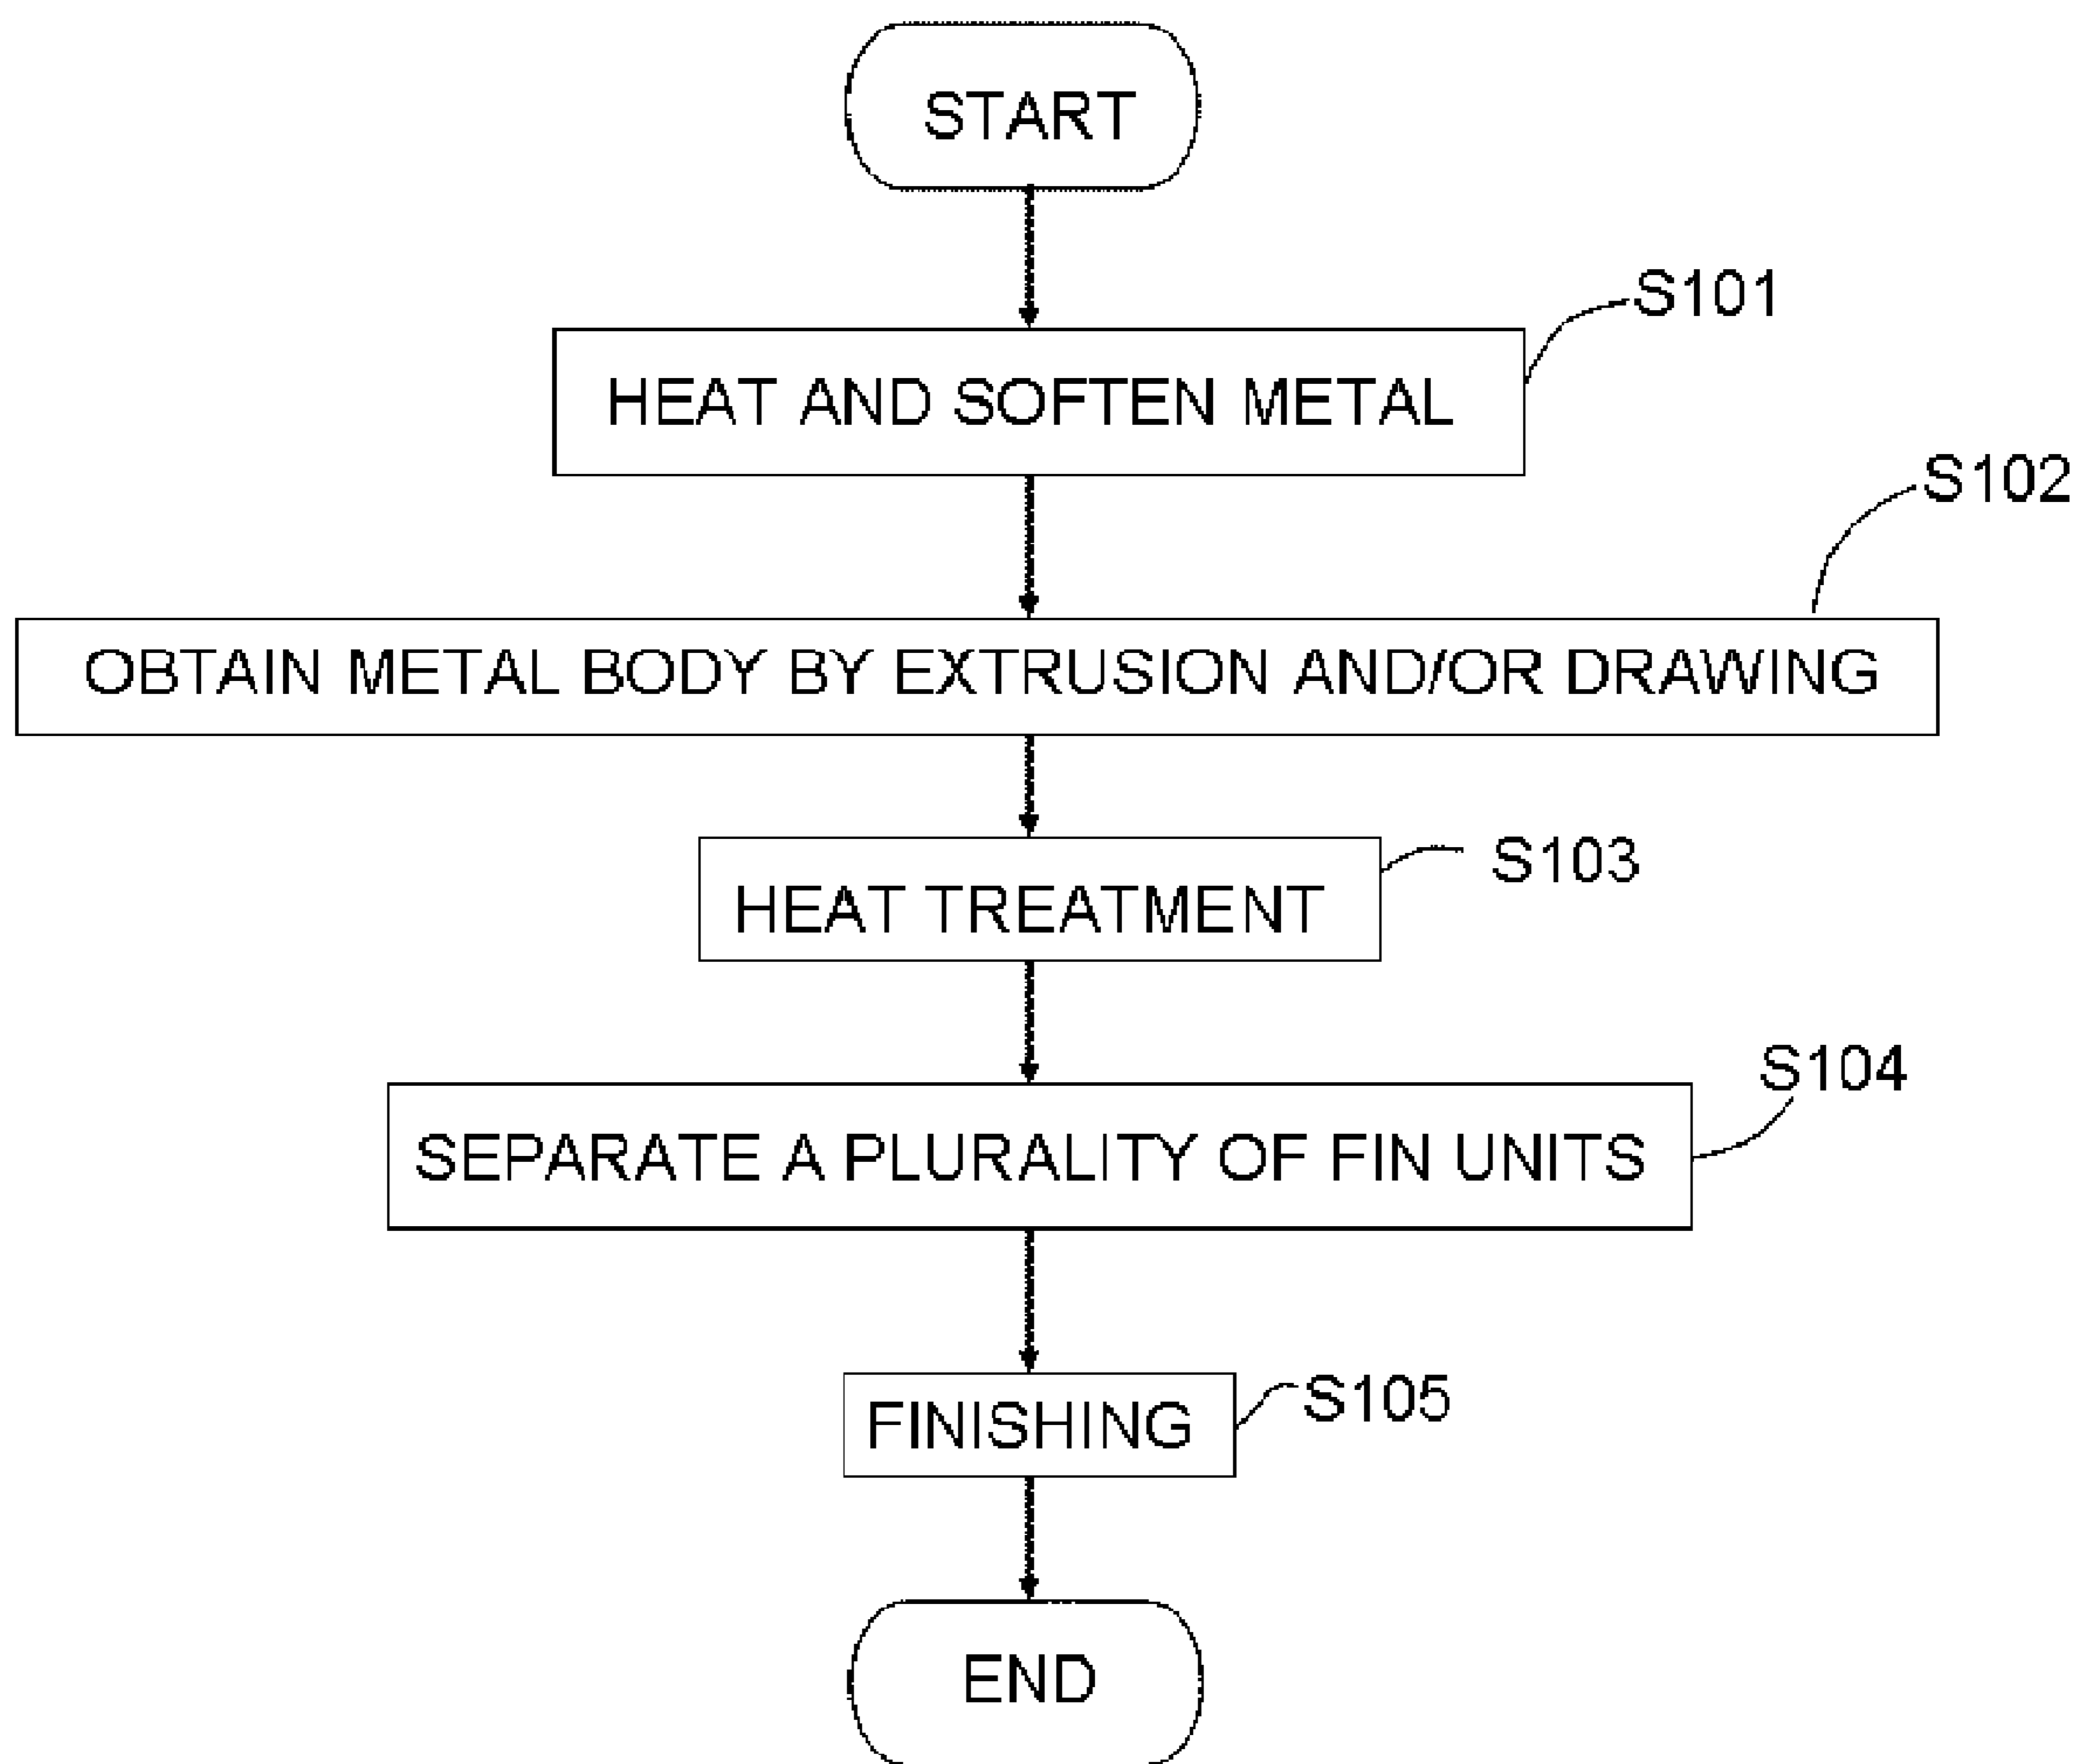 START
S101
HEAT AND SOFTEN METAL
S102
OBTAIN METAL BODY BY EXTRUSION AND/OR DRAWING
S103
HEAT TREATMENT
S104
SEPARATE A PLURALITY OF FIN UNITS
S105
FINISHING
END